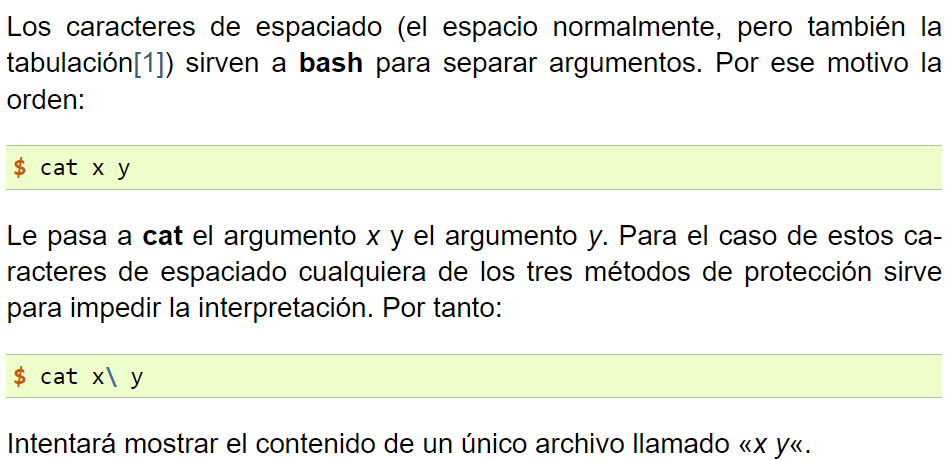 Los caracteres de espaciado (el espacio normalmente, pero también la
tabulación[1]) sirven a bash para separar argumentos. Por ese motivo la
orden:
$ cat x y
Le pasa a cat el argumento x y el argumento y. Para el caso de estos ca-
racteres de espaciado cualquiera de los tres métodos de protección sirve
para impedir la interpretación. Por tanto:
$ cat x\ y
Intentará mostrar el contenido de un único archivo llamado «x y«.